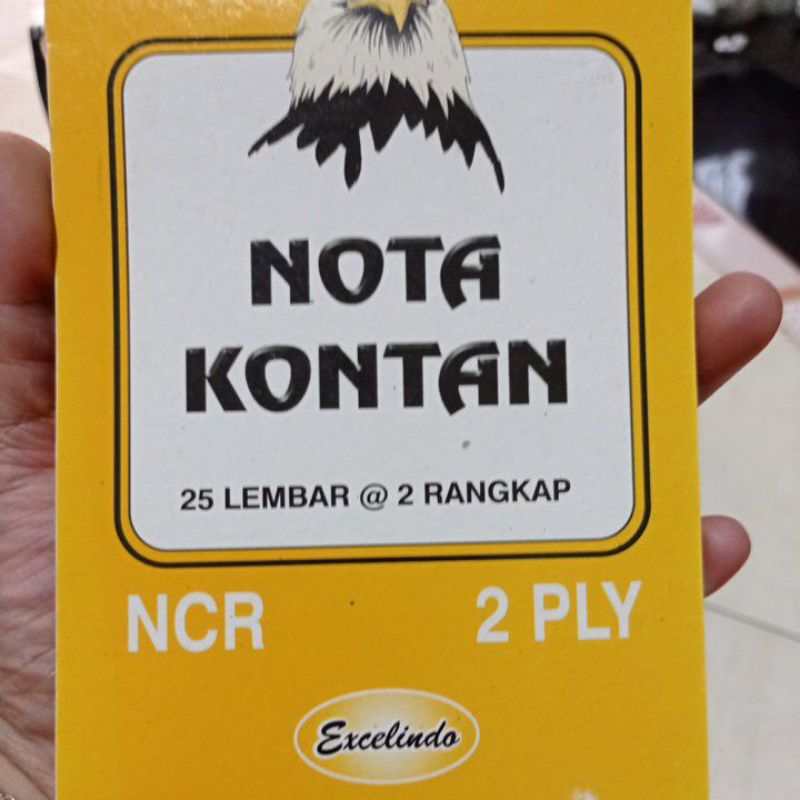 NOTA
KONTAN
25 LEMBAR @ 2 RANGKAP
NCR 2 PLY
Excelindo